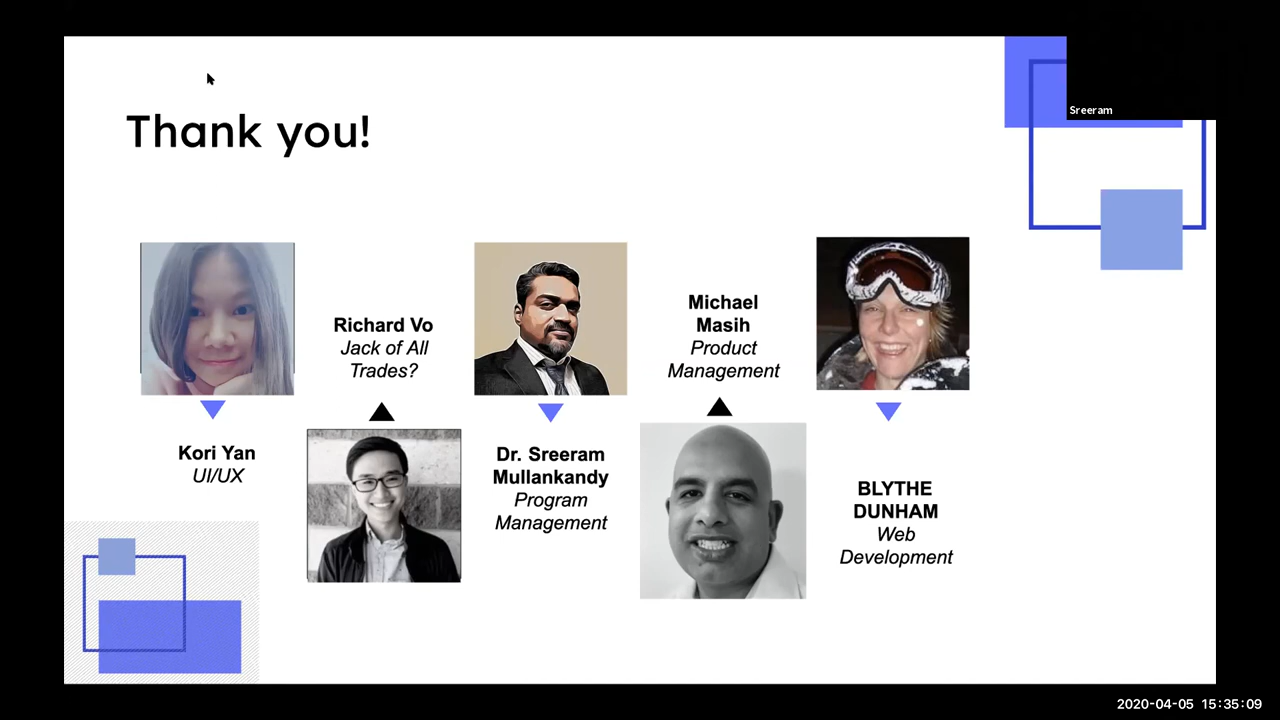 Sreeram
Thank you!
Kori Yan
UI/UX
Richard Vo
Jack of All
Trades?
Dr. Sreeram
Mullankandy
Program
Management
Michael
Masih
Product
Management
BLYTHE
DUNHAM
Web
Development
2020-04-05 15:35:09